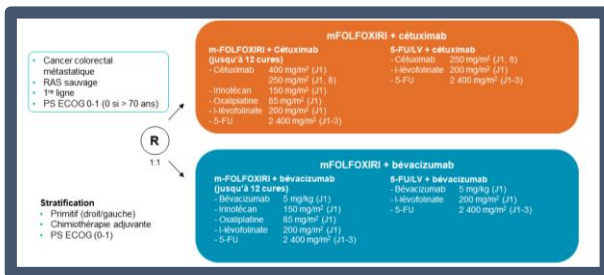 Cancer colorectal
métastatique
RAS sauvage
1re ligne
PS ECOG 0-1 (0 si > 70 ans)
R
1:1
Stratification
Primitif (droit/gauche)
Chimiothérapie adjuvante
PS ECOG (0-1)
mFOLFOXIRI + cétuximab
m-FOLFOXIRI + Cétuximab
(jusqu'à 12 cures)
- Cétuximab 400 mg/m² (J1)
250 mg/m² (J1, 8)
- Irinotécan 150 mg/m² (J1)
- Oxaliplatine 85 mg/m² (J1)
- l-lévofolinate 200 mg/m² (J1)
- 5-FU 2 400 mg/m² (J1-3)
5-FU/LV + cétuximab
- Cétuximab 250 mg/m² (J1, 8)
- l-lévofolinate 200 mg/m² (J1)
- 5-FU 2 400 mg/m² (J1-3)
mFOLFOXIRI + bévacizumab
m-FOLFOXIRI + bévacizumab
(jusqu'à 12 cures)
- Bévacizumab 5 mg/kg (J1)
- Irinotécan 150 mg/m² (J1)
- Oxaliplatine 85 mg/m² (J1)
- l-lévofolinate 200 mg/m² (J1)
- 5-FU 2 400 mg/m² (J1-3)
5-FU/LV + bévacizumab
- Bévacizumab 5 mg/kg (J1)
- l-lévofolinate 200 mg/m² (J1)
- 5-FU 2 400 mg/m² (J1-3)